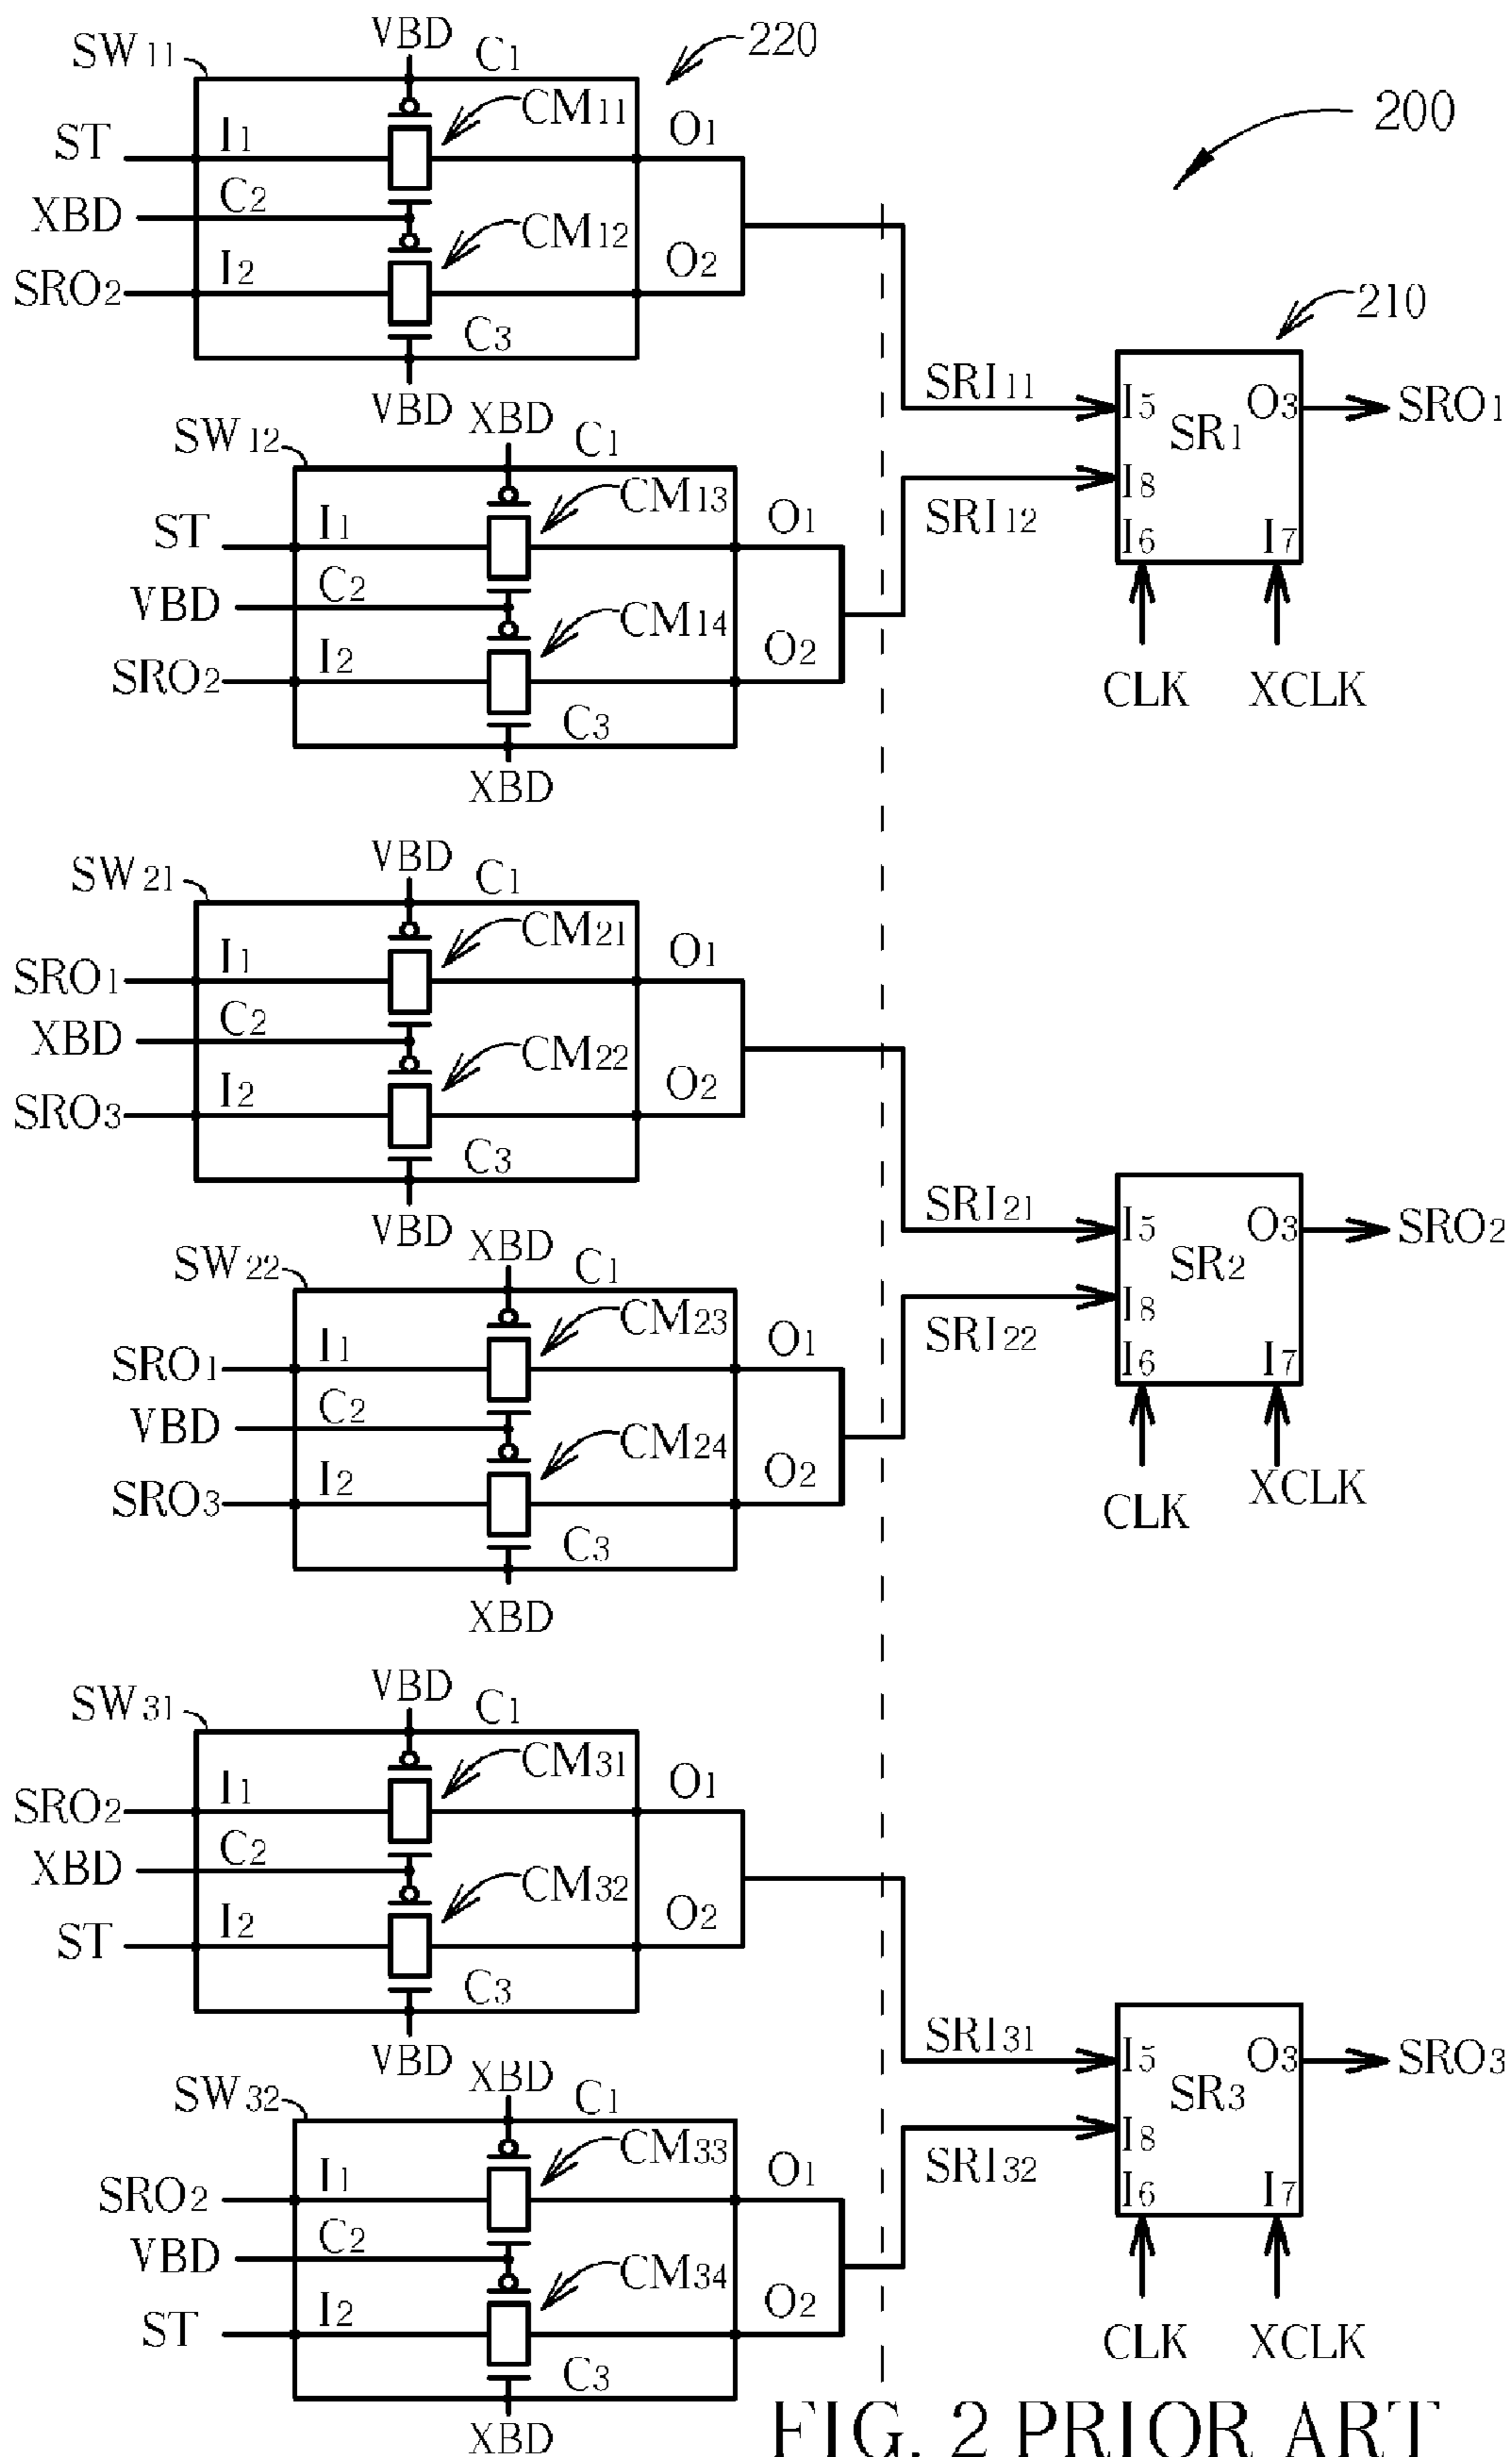 VBD
SW11
C1
220
CM11
I1
O1
200
ST
C2
XBD
CM12
I2
O2
SRO2
210
C3
SRI11
I5
O3
SRO1
VBD
XBD
SW12
C1
SR1
CM13
I8
I1
O1
SRI12
ST
I6
I7
C2
VBD
CM14
I2
O2
SRO2
CLK
XCLK
C3
XBD
VBD
SW21
C1
CM21
I1
O1
SRO1
C2
XBD
CM22
I2
O2
SRO3
C3
SRI21
I5
O3
SRO2
VBD
XBD
SW22
C1
SR2
CM23
I8
I1
O1
SRI22
SRO1
I6
I7
C2
VBD
CM24
I2
O2
SRO3
CLK
XCLK
C3
XBD
VBD
SW31
C1
CM31
I1
O1
SRO2
C2
XBD
CM32
I2
O2
ST
C3
SRI31
I5
O3
SRO3
VBD
XBD
SW32
C1
SR3
CM33
I8
I1
O1
SRI32
SRO2
I6
I7
C2
VBD
CM34
I2
O2
ST
CLK
XCLK
C3
XBD
FIG. 2 PRIOR ART